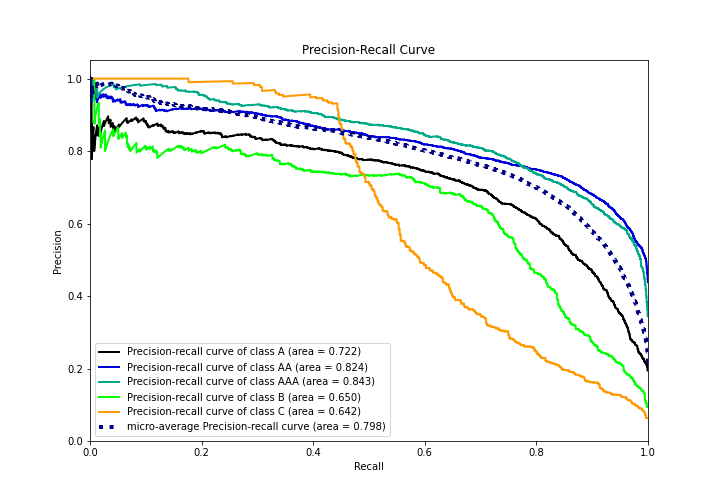 Precision-Recall Curve
Precision
1.0
0.8
0.6
0.4
0.2
0.0
Precision-recall curve of class A (area = 0.722)
Precision-recall curve of class AA (area = 0.824)
Precision-recall curve of class AAA (area = 0.843)
Precision-recall curve of class B (area = 0.650)
Precision-recall curve of class C (area = 0.642)
micro-average Precision-recall curve (area = 0.798)
0.0 0.2 0.4 0.6 0.8 1.0
Recall